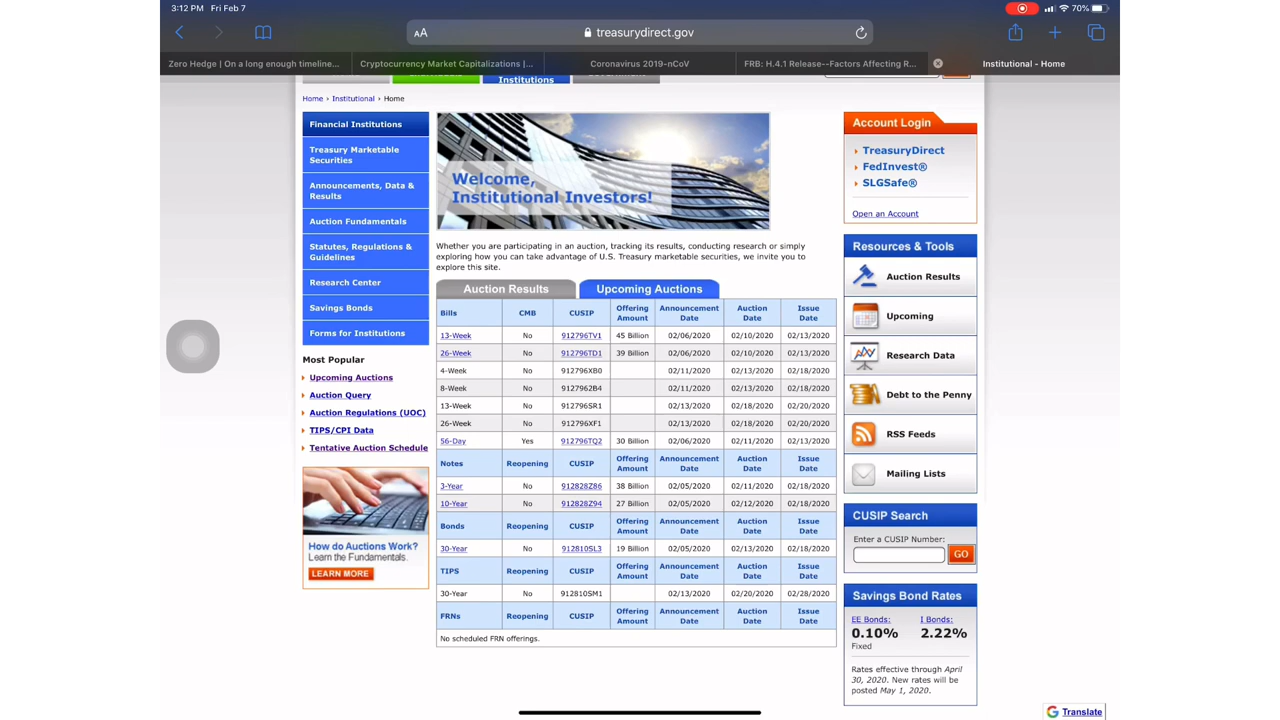 3:12 PM Fri Feb 7
70%
AA
treasurydirect.gov
Zero Hedge | On a long enough timeline...
Cryptocurrency Market Capitalizations |...
Coronavirus 2019-nCoV
FRB: H.4.1 Release--Factors Affecting R...
Institutional - Home
Institutions
Home › Institutional › Home
Financial Institutions
Treasury Marketable
Securities
Announcements, Data &
Results
Auction Fundamentals
Statutes, Regulations &
Guidelines
Research Center
Savings Bonds
Forms for Institutions
Most Popular
Upcoming Auctions
Auction Query
Auction Regulations (UOC)
TIPS/CPI Data
Tentative Auction Schedule
How do Auctions Work?
Learn the Fundamentals.
LEARN MORE
Welcome,
Institutional Investors!
Whether you are participating in an auction, tracking its results, conducting research or simply
exploring how you can take advantage of U.S. Treasury marketable securities, we invite you to
explore this site.
Auction Results Upcoming Auctions
Bills CMB CUSIP Offering Amount Announcement Date Auction Date Issue Date
13-Week No 912796TV1 45 Billion 02/06/2020 02/10/2020 02/13/2020
26-Week No 912796TD1 39 Billion 02/06/2020 02/10/2020 02/13/2020
4-Week No 912796XB0 02/11/2020 02/13/2020 02/18/2020
8-Week No 9127962B4 02/11/2020 02/13/2020 02/18/2020
13-Week No 912796SR1 02/13/2020 02/18/2020 02/20/2020
26-Week No 912796XF1 02/13/2020 02/18/2020 02/20/2020
56-Day Yes 912796TQ2 30 Billion 02/06/2020 02/11/2020 02/13/2020
Notes Reopening CUSIP Offering Amount Announcement Date Auction Date Issue Date
3-Year No 912828Z86 38 Billion 02/05/2020 02/11/2020 02/18/2020
10-Year No 912828Z94 27 Billion 02/05/2020 02/12/2020 02/18/2020
Bonds Reopening CUSIP Offering Amount Announcement Date Auction Date Issue Date
30-Year No 912810SL3 19 Billion 02/05/2020 02/13/2020 02/18/2020
TIPS Reopening CUSIP Offering Amount Announcement Date Auction Date Issue Date
30-Year No 912810SM1 02/13/2020 02/20/2020 02/28/2020
FRNs Reopening CUSIP Offering Amount Announcement Date Auction Date Issue Date
No scheduled FRN offerings.
Account Login
TreasuryDirect
FedInvest®
SLGSafe®
Open an Account
Resources & Tools
Auction Results
Upcoming
Research Data
Debt to the Penny
RSS Feeds
Mailing Lists
CUSIP Search
Enter a CUSIP Number:
GO
Savings Bond Rates
EE Bonds: I Bonds:
0.10% 2.22%
Fixed
Rates effective through April
30, 2020. New rates will be
posted May 1, 2020.
G Translate